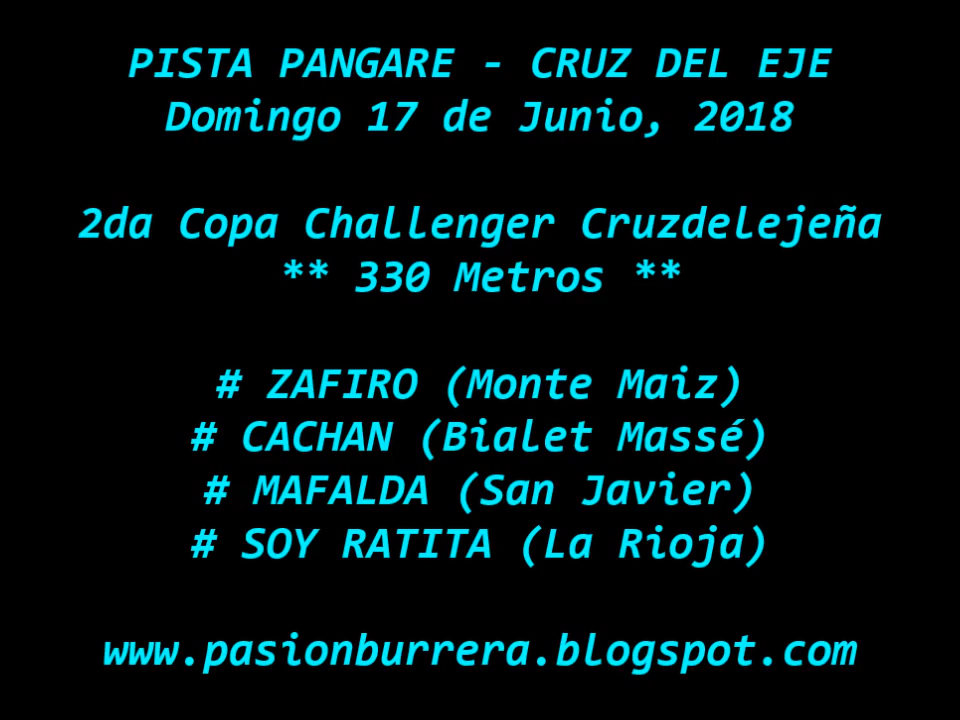 PISTA PANGARE - CRUZ DEL EJE
Domingo 17 de Junio, 2018
2da Copa Challenger Cruzdelejeña
** 330 Metros **
# ZAFIRO (Monte Maiz)
# CACHAN (Bialet Massé)
# MAFALDA (San Javier)
# SOY RATITA (La Rioja)
www.pasionburrera.blogspot.com